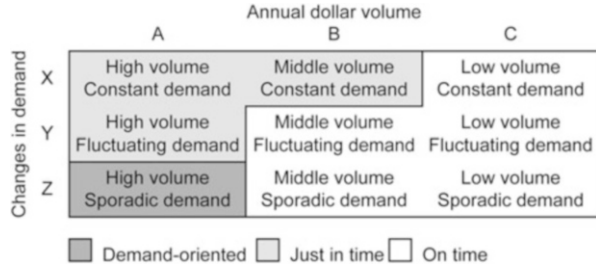 Annual dollar volume
A B C
Changes in demand
X
High volume Middle volume Low volume
Constant demand Constant demand Constant demand
Y
High volume Middle volume Low volume
Fluctuating demand Fluctuating demand Fluctuating demand
Z
High volume Middle volume Low volume
Sporadic demand Sporadic demand Sporadic demand
Demand-oriented Just in time On time